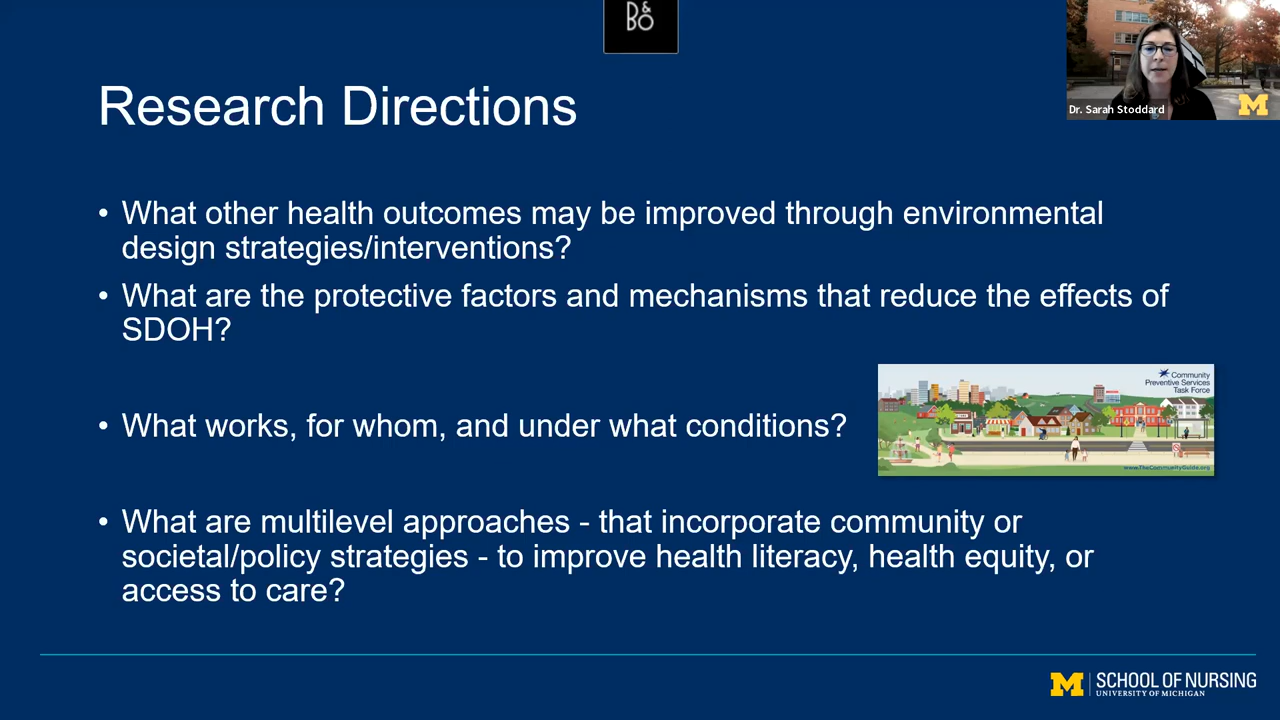 D&
BO
Dr. Sarah Stoddard
M
Research Directions
• What other health outcomes may be improved through environmental
design strategies/interventions?
• What are the protective factors and mechanisms that reduce the effects of
SDOH?
Community
Preventive Services
Task Force
• What works, for whom, and under what conditions?
www.TheCommunityGuide.org
• What are multilevel approaches - that incorporate community or
societal/policy strategies - to improve health literacy, health equity, or
access to care?
M SCHOOL OF NURSING
UNIVERSITY OF MICHIGAN